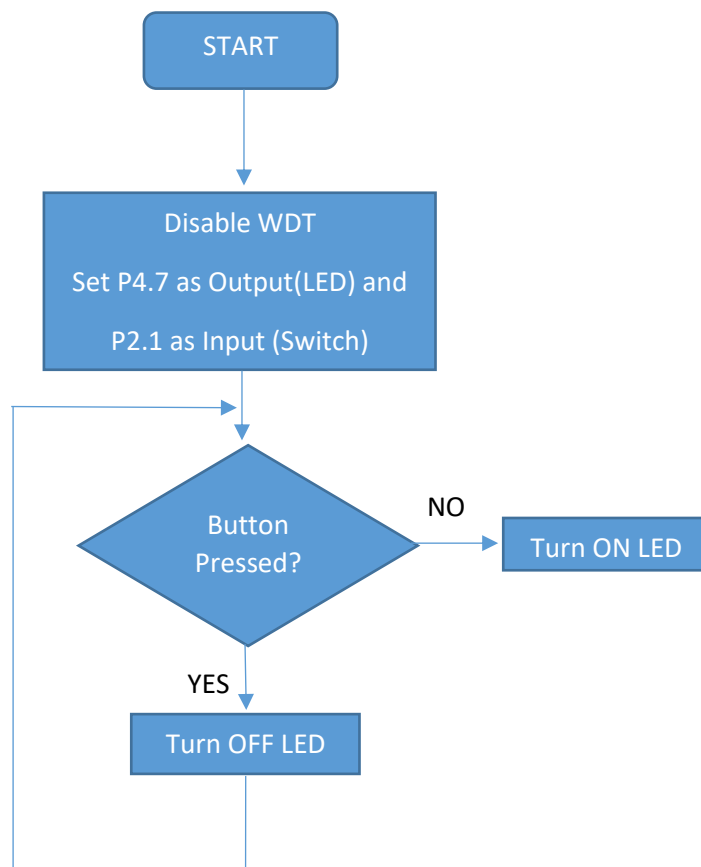 START
Disable WDT
Set P4.7 as Output(LED) and
P2.1 as Input (Switch)
Button
Pressed?
NO
Turn ON LED
YES
Turn OFF LED